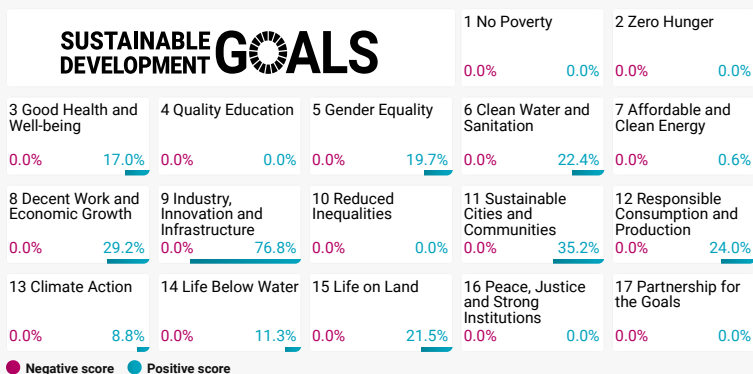 SUSTAINABLE
DEVELOPMENT
GOALS
1 No Poverty
0.0% 0.0%
2 Zero Hunger
0.0% 0.0%
3 Good Health and
Well-being
0.0% 17.0%
4 Quality Education
0.0% 0.0%
5 Gender Equality
0.0% 19.7%
6 Clean Water and
Sanitation
0.0% 22.4%
7 Affordable and
Clean Energy
0.0% 0.6%
8 Decent Work and
Economic Growth
0.0% 29.2%
9 Industry,
Innovation and
Infrastructure
0.0% 76.8%
10 Reduced
Inequalities
0.0% 0.0%
11 Sustainable
Cities and
Communities
0.0% 35.2%
12 Responsible
Consumption and
Production
0.0% 24.0%
13 Climate Action
0.0% 8.8%
14 Life Below Water
0.0% 11.3%
15 Life on Land
0.0% 21.5%
16 Peace, Justice
and Strong
Institutions
0.0% 0.0%
17 Partnership for
the Goals
0.0% 0.0%
Negative score Positive score